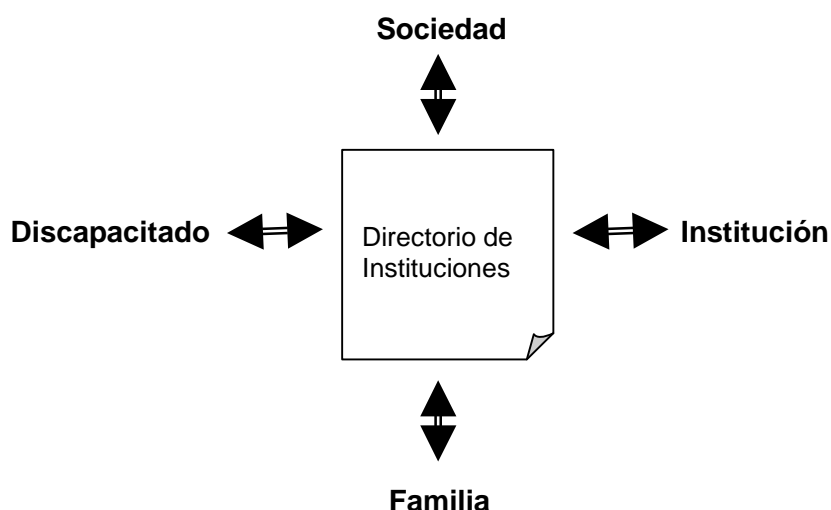 Sociedad
Discapacitado
Directorio de
Instituciones
Institución
Familia